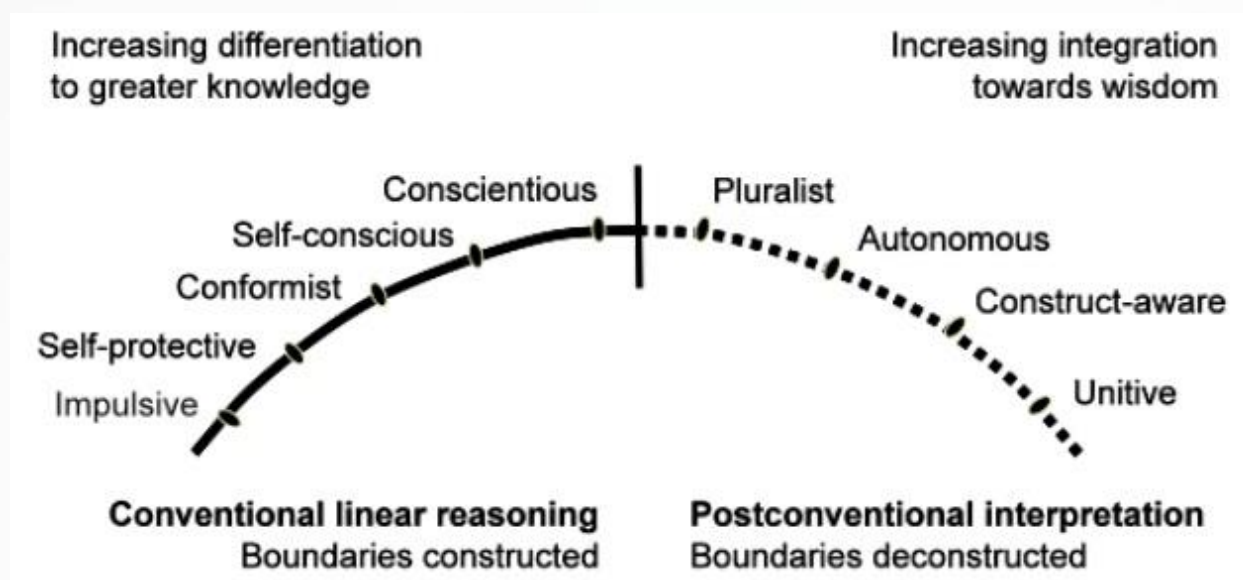 Increasing differentiation
to greater knowledge
Increasing integration
towards wisdom
Conscientious
Pluralist
Self-conscious
Autonomous
Conformist
Construct-aware
Self-protective
Impulsive
Unitive
Conventional linear reasoning
Boundaries constructed
Postconventional interpretation
Boundaries deconstructed